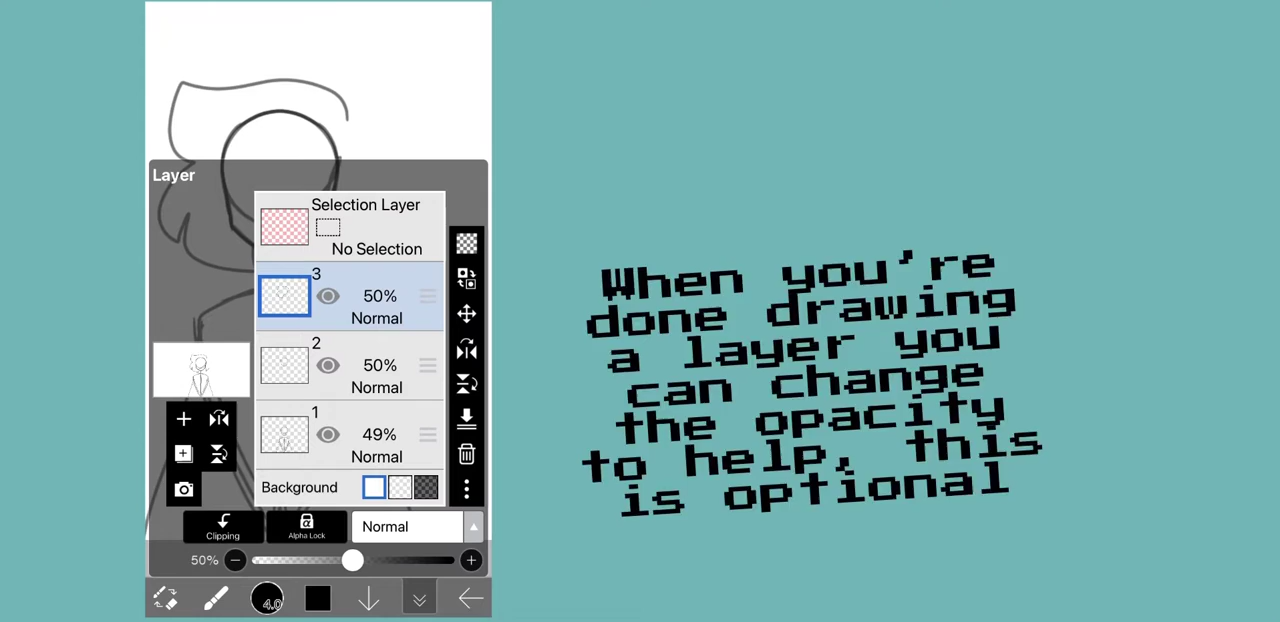 Layer
Selection Layer
No Selection
3
50%
Normal
2
50%
Normal
1
49%
Normal
Background
Clipping
α
Alpha Lock
Normal
50%
4.0
When you're
done drawing
a layer you
can change
the opacity
to help, this
is optional